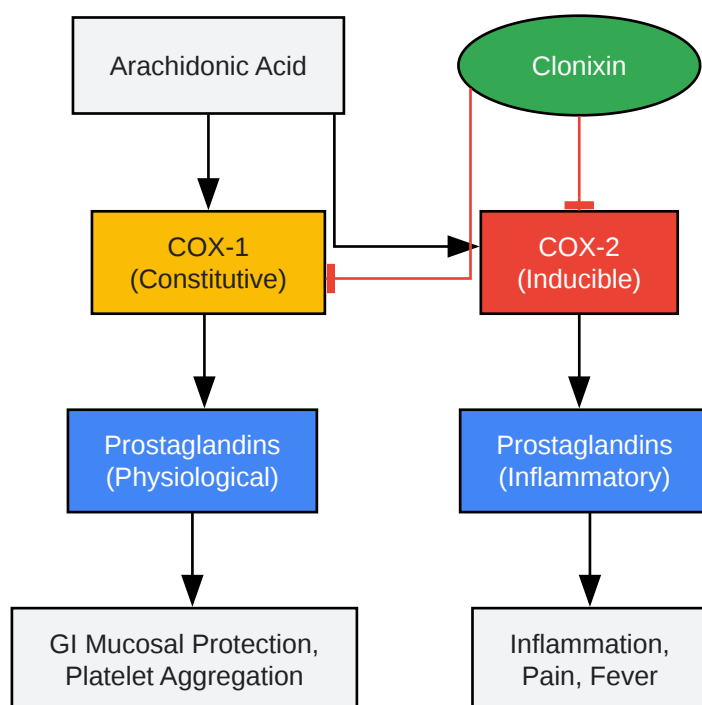 Arachidonic Acid
Clonixin
COX-1
(Constitutive)
COX-2
(Inducible)
Prostaglandins
(Physiological)
Prostaglandins
(Inflammatory)
GI Mucosal Protection,
Platelet Aggregation
Inflammation,
Pain, Fever